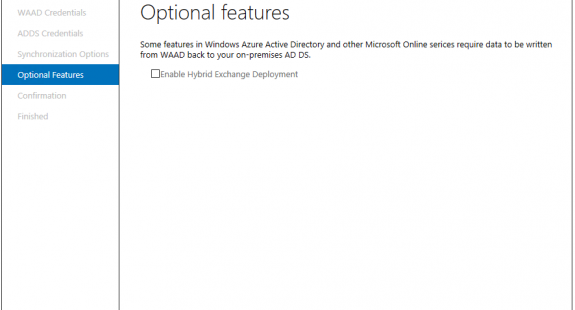 Optional features
WAAD Credentials
ADDS Credentials
Synchronization Options
Optional Features
Confirmation
Finished
Some features in Windows Azure Active Directory and other Microsoft Online serices require data to be written
from WAAD back to your on-premises AD DS.
Enable Hybrid Exchange Deployment